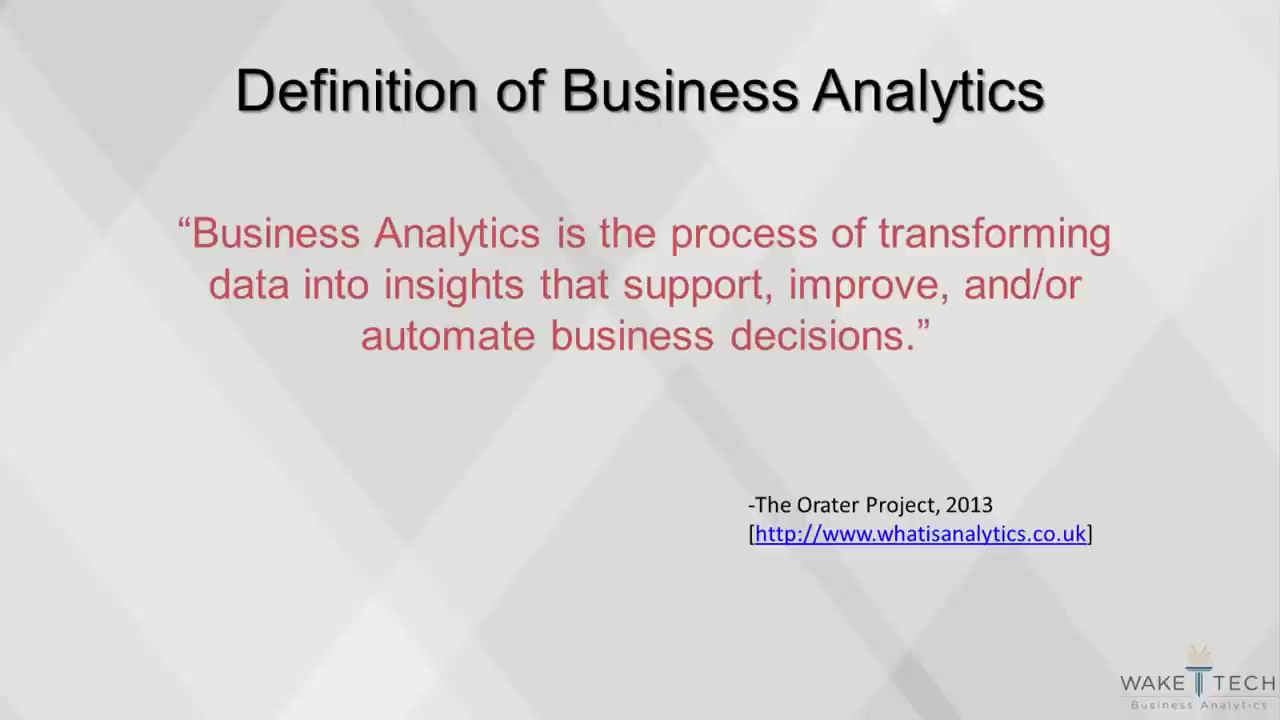 Definition of Business Analytics
“Business Analytics is the process of transforming
data into insights that support, improve, and/or
automate business decisions.”
-The Orater Project, 2013
[http://www.whatisanalytics.co.uk]
WAKE TECH
Business Analytics